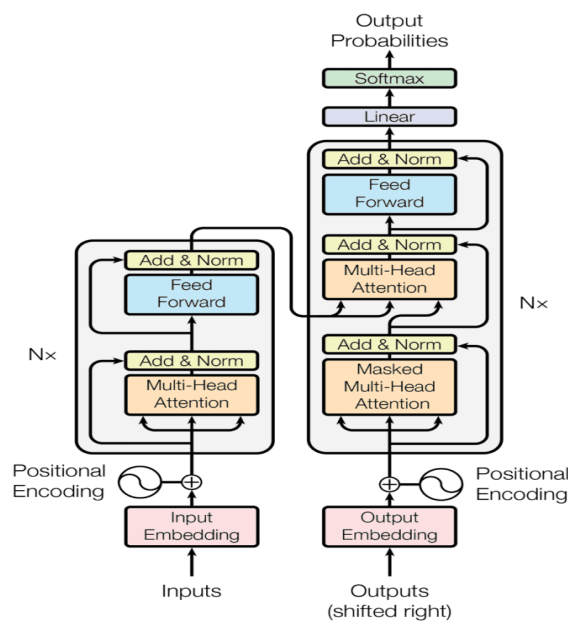 Output
Probabilities
Softmax
Linear
Add & Norm
Feed
Forward
Add & Norm
Multi-Head
Attention
Add & Norm
Masked
Multi-Head
Attention
Nx
Positional
Encoding
Output
Embedding
Outputs
(shifted right)
Add & Norm
Feed
Forward
Add & Norm
Multi-Head
Attention
Nx
Positional
Encoding
Input
Embedding
Inputs